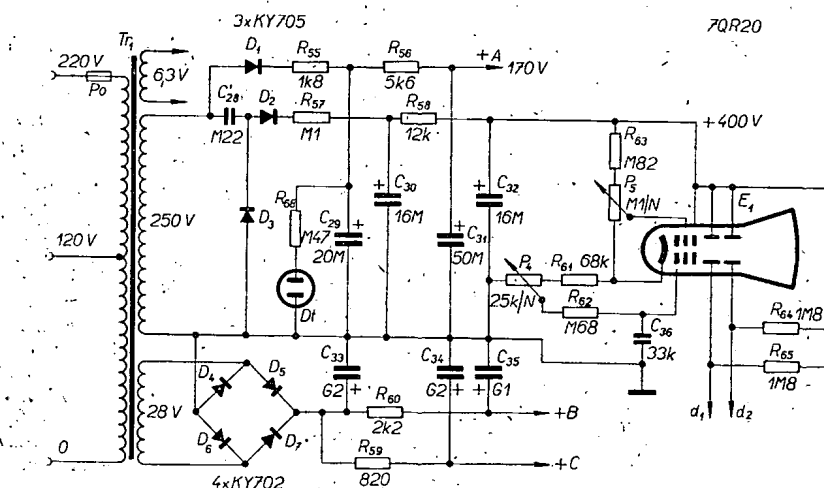 3xKY705
7QR20
Tr1
220V
Po
6,3V
D1
R55
1k8
R56
5k6
+A
170V
C28
M22
D2
R57
M1
R58
12k
+400V
R63
M82
P5
M1/N
E1
250V
D3
R66
M47
C29
20M
C30
16M
C31
50M
C32
16M
120V
Dt
P4
25k/N
R61
68k
R62
M68
C36
33k
R64
1M8
R65
1M8
C33
G2
C34
G2
C35
G1
d1
d2
28V
D4
D5
D6
D7
R60
2k2
+B
R59
820
+C
0
4xKY702